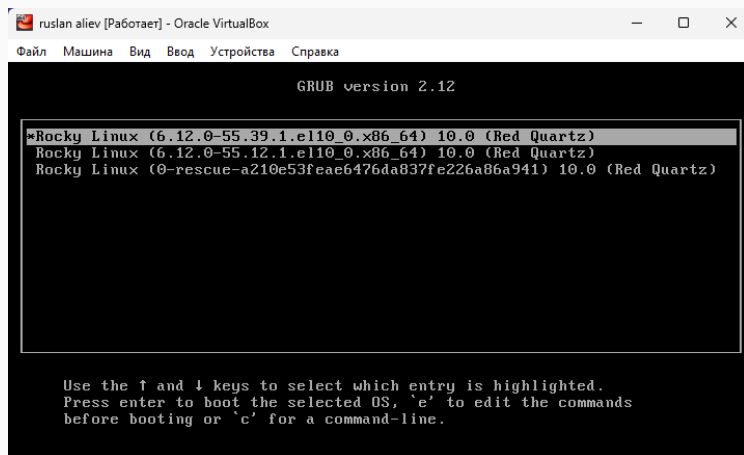 ruslan aliev [Работает] - Oracle VirtualBox
Файл Машина Вид Ввод Устройства Справка
GRUB version 2.12
*Rocky Linux (6.12.0-55.39.1.el10_0.x86_64) 10.0 (Red Quartz)
Rocky Linux (6.12.0-55.12.1.el10_0.x86_64) 10.0 (Red Quartz)
Rocky Linux (0-rescue-a210e53feae6476da837fe226a86a941) 10.0 (Red Quartz)
Use the ↑ and ↓ keys to select which entry is highlighted.
Press enter to boot the selected OS, `e' to edit the commands
before booting or `c' for a command-line.